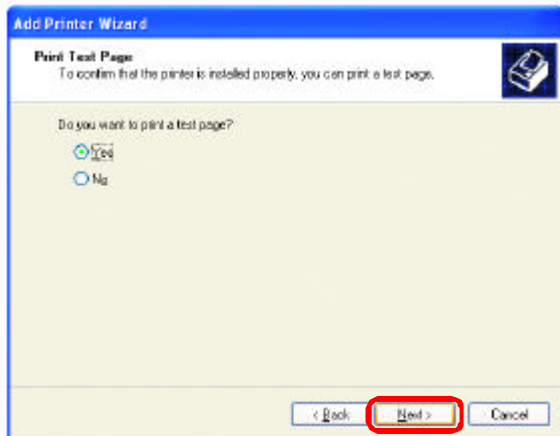 Add Printer Wizard
Print Test Page
To confirm that the printer is installed properly, you can print a test page.
Do you want to print a test page?
Yes
No
< Back
Next >
Cancel